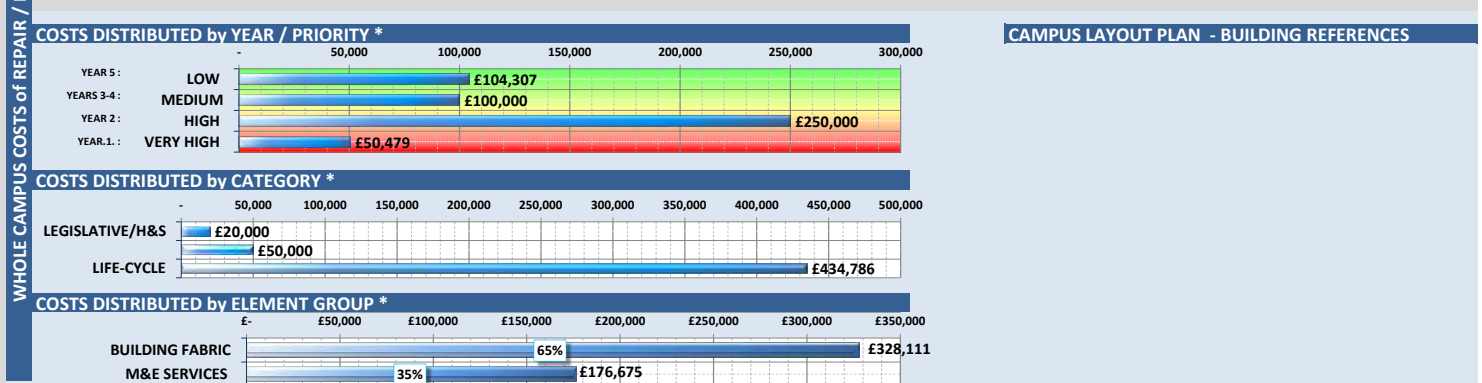 WHOLE CAMPUS COSTS of REPAIR /
COSTS DISTRIBUTED by YEAR / PRIORITY *
- 50,000 100,000 150,000 200,000 250,000 300,000
YEAR 5 : LOW £104,307
YEARS 3-4 : MEDIUM £100,000
YEAR 2 : HIGH £250,000
YEAR.1. : VERY HIGH £50,479
COSTS DISTRIBUTED by CATEGORY *
- 50,000 100,000 150,000 200,000 250,000 300,000 350,000 400,000 450,000 500,000
LEGISLATIVE/H&S £20,000
£50,000
LIFE-CYCLE £434,786
COSTS DISTRIBUTED by ELEMENT GROUP *
£- £50,000 £100,000 £150,000 £200,000 £250,000 £300,000 £350,000
BUILDING FABRIC 65% £328,111
M&E SERVICES 35% £176,675
CAMPUS LAYOUT PLAN - BUILDING REFERENCES